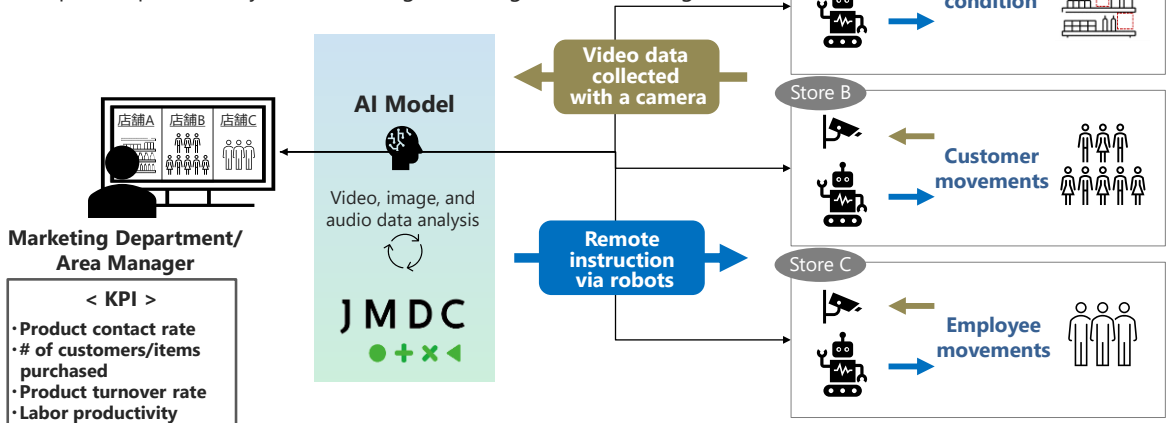 condition
Video data
collected
with a camera
Store B
AI Model
店舗A 店舗B 店舗C
Customer
movements
Video, image, and
audio data analysis
Marketing Department/
Area Manager
Remote
instruction
via robots
Store C
< KPI >
・Product contact rate
・# of customers/items
purchased
・Product turnover rate
・Labor productivity
JMDC
Employee
movements